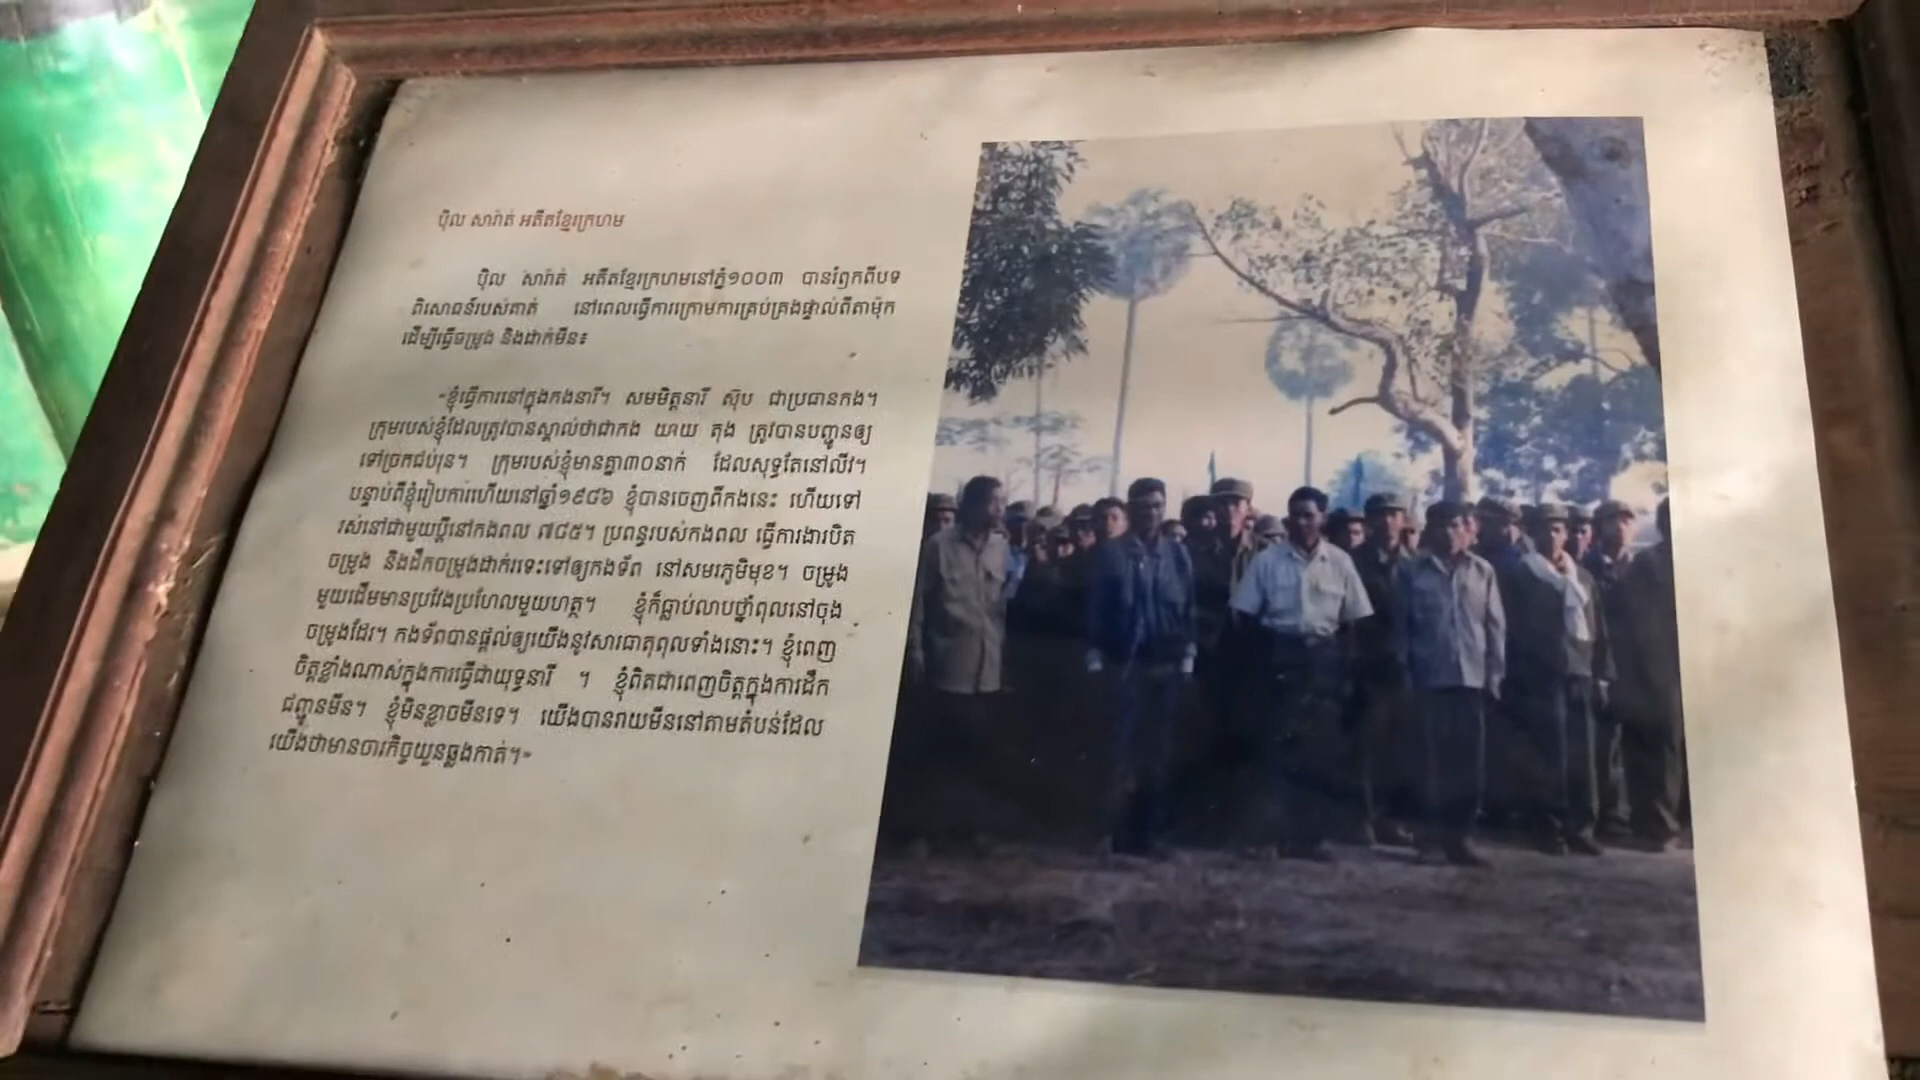 ប៉ិល សារ៉ាត់ អតីតខ្មែរក្រហម
ប៉ិល សារ៉ាត់ អតីតខ្មែរក្រហមនៅភ្នំ១០០៣ បានរំឭកពីបទ
ពិសោធន៍របស់គាត់ នៅពេលធ្វើការក្រោមការគ្រប់គ្រងផ្ទាល់ពីតាម៉ុក
ដើម្បីធ្វើចម្រូង និងដាក់មីន៖
«ខ្ញុំធ្វើការនៅក្នុងកងនារី។ សមមិត្តនារី ស៊ុប ជាប្រធានកង។
ក្រុមរបស់ខ្ញុំដែលត្រូវបានស្គាល់ថាជាកង យាយ តុង ត្រូវបានបញ្ជូនឲ្យ
ទៅច្រកជប់រុន។ ក្រុមរបស់ខ្ញុំមានគ្នា៣០នាក់ ដែលសុទ្ធតែនៅលីវ។
បន្ទាប់ពីខ្ញុំរៀបការហើយនៅឆ្នាំ១៩៨៦ ខ្ញុំបានចេញពីកងនេះ ហើយទៅ
រស់នៅជាមួយប្តីនៅកងពល ៧៨៥។ ប្រពន្ធរបស់កងពល ធ្វើការងារបិត
ចម្រូង និងដឹកចម្រូងដាក់រទេះទៅឲ្យកងទ័ព នៅសមរភូមិមុខ។ ចម្រូង
មួយដើមមានប្រវែងប្រហែលមួយហត្ថ។ ខ្ញុំក៏ធ្លាប់លាបថ្នាំពុលនៅចុង
ចម្រូងដែរ។ កងទ័ពបានផ្តល់ឲ្យយើងនូវសារធាតុពុលទាំងនោះ។ ខ្ញុំពេញ
ចិត្តខ្លាំងណាស់ក្នុងការធ្វើជាយុទ្ធនារី ។ ខ្ញុំពិតជាពេញចិត្តក្នុងការដឹក
ជញ្ជូនមីន។ ខ្ញុំមិនខ្លាចមីនទេ។ យើងបានរាយមីននៅតាមតំបន់ដែល
យើងថាមានចារកិច្ចយួនឆ្លងកាត់។»